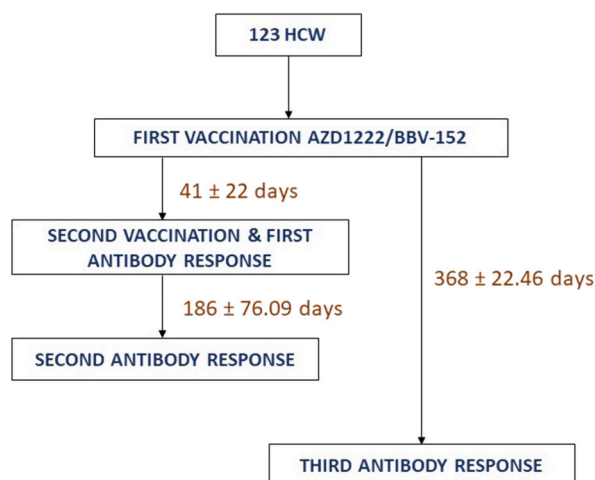 123 HCW
FIRST VACCINATION AZD1222/BBV-152
41 ± 22 days
SECOND VACCINATION & FIRST
ANTIBODY RESPONSE
368 ± 22.46 days
186 ± 76.09 days
SECOND ANTIBODY RESPONSE
THIRD ANTIBODY RESPONSE